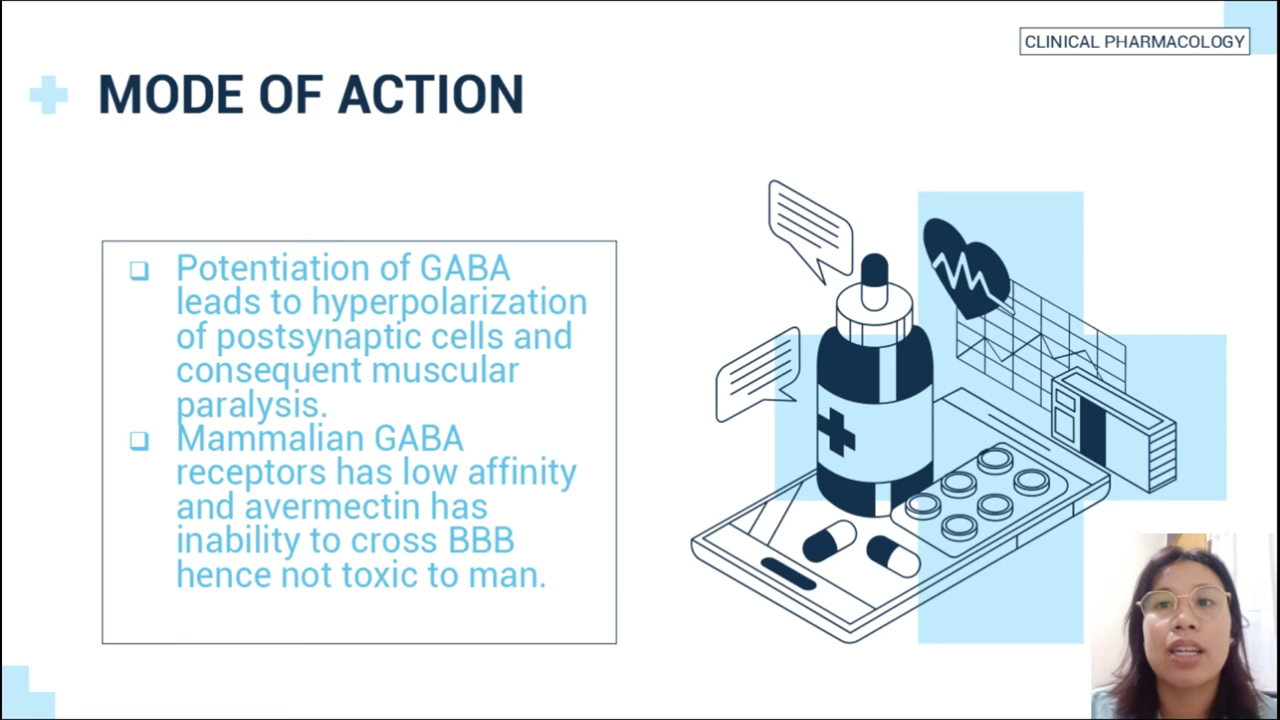 CLINICAL PHARMACOLOGY
MODE OF ACTION
❑ Potentiation of GABA
leads to hyperpolarization
of postsynaptic cells and
consequent muscular
paralysis.
❑ Mammalian GABA
receptors has low affinity
and avermectin has
inability to cross BBB
hence not toxic to man.